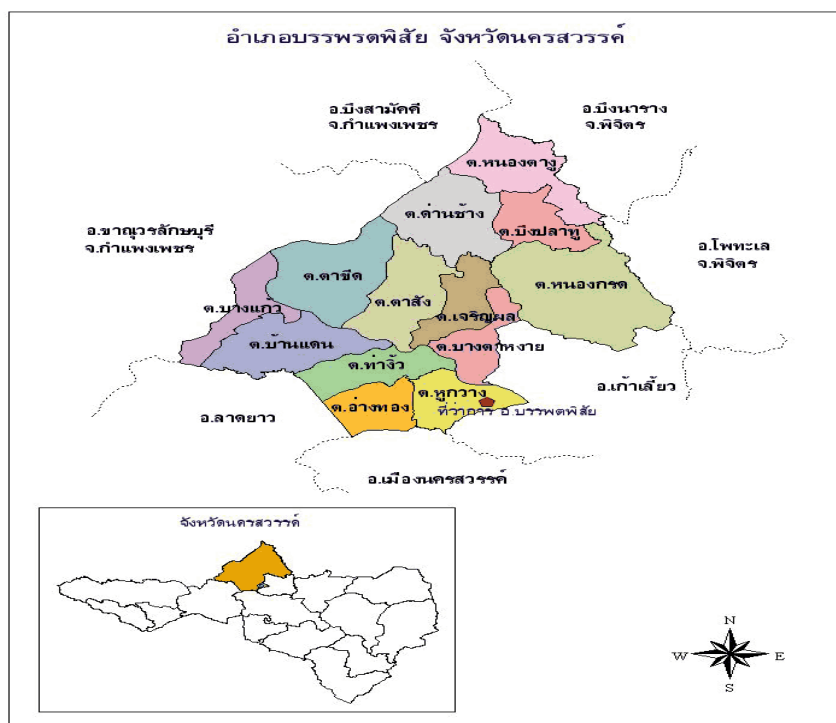 อำเภอบรรพรตพิสัย จังหวัดนครสวรรค์
อ.บึงสามัคคี
จ.กำแพงเพชร
อ.บึงนาราง
จ.พิจิตร
ต.หนองตางู
ต.ด่านช้าง
ต.บึงปลาทู
อ.ขาณุวรลักษบุรี
จ.กำแพงเพชร
อ.โพทะเล
จ.พิจิตร
ต.ตาขีด
ต.ตาสัง
ต.หนองกรด
ต.บางแก้ว
ต.เจริญผล
ต.บ้านแดน
ต.บางตาหงาย
ต.ท่างิ้ว
อ.เก้าเลี้ยว
ต.หูกวาง
ต.อ่างทอง
ที่ว่าการ อ.บรรพตพิสัย
อ.ลาดยาว
อ.เมืองนครสวรรค์
จังหวัดนครสวรรค์
N
W
E
S